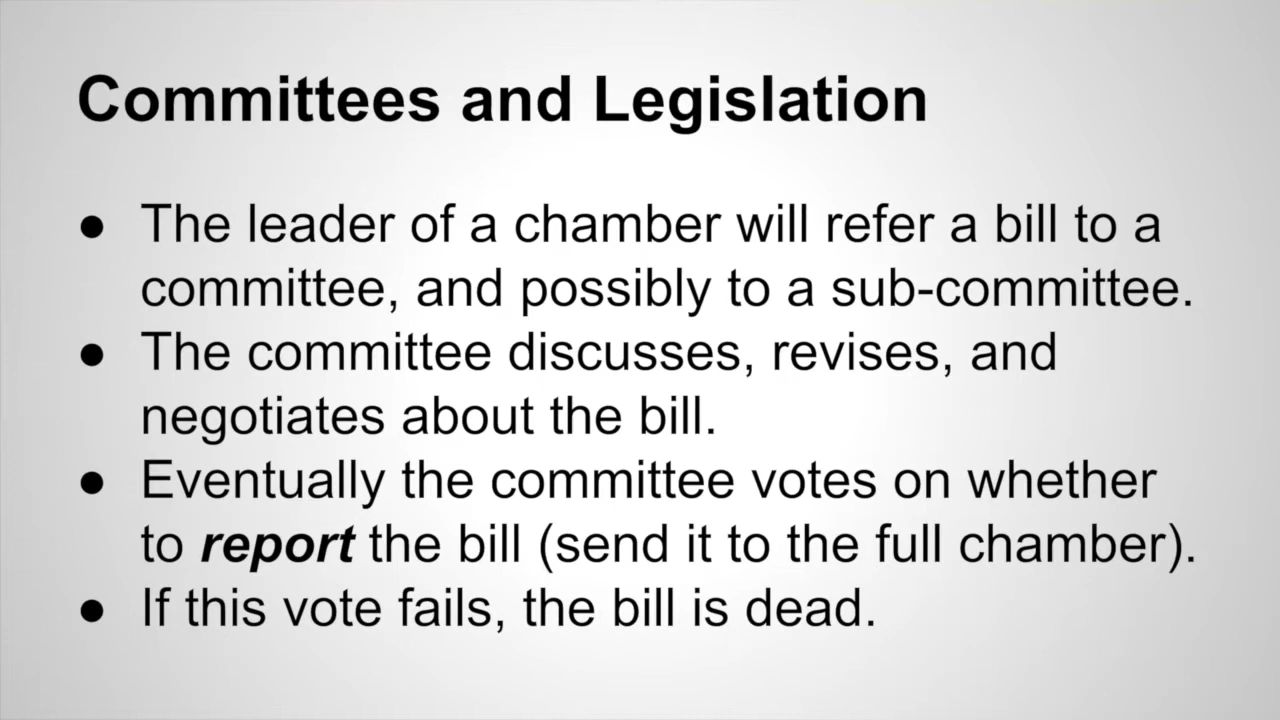 Committees and Legislation
● The leader of a chamber will refer a bill to a
committee, and possibly to a sub-committee.
● The committee discusses, revises, and
negotiates about the bill.
● Eventually the committee votes on whether
to report the bill (send it to the full chamber).
● If this vote fails, the bill is dead.